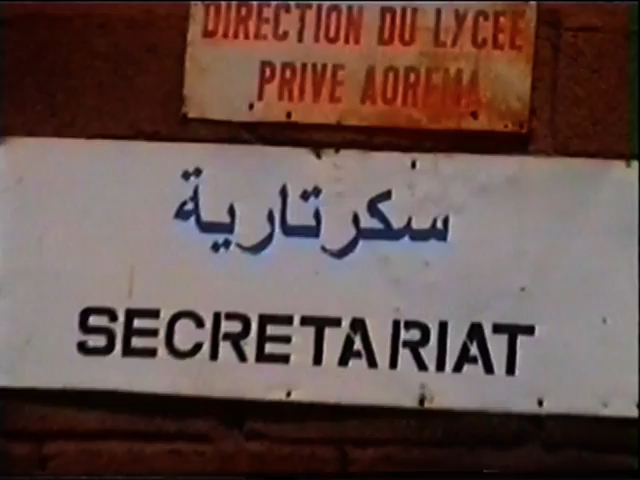 DIRECTION DU LYCEE
PRIVE AOREMA
سكرتارية
SECRETARIAT